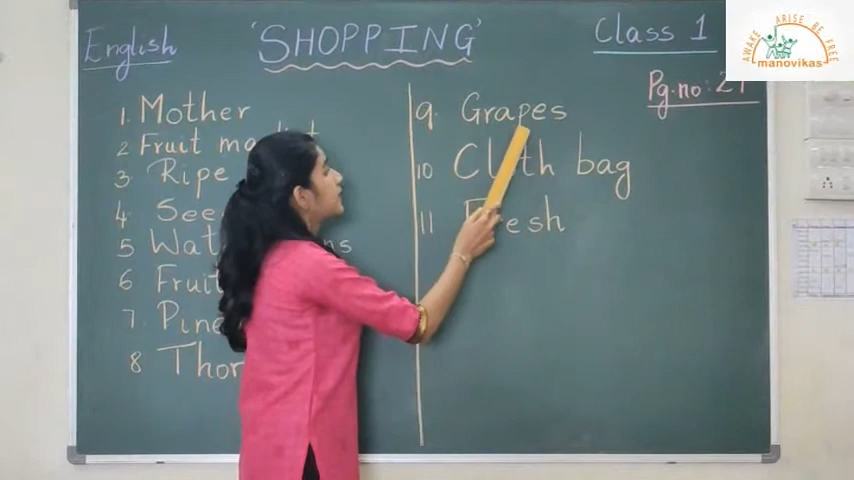 English 'SHOPPING' Class 1
Pg.no: 21
1. Mother
2 Fruit market
3 Ripe
4 See
5 Wat
6 Fruit
7. Pine
8 Thor
9. Grapes
10 Cloth bag
11 Fresh
AWAKE ARISE BE FREE
manovikas